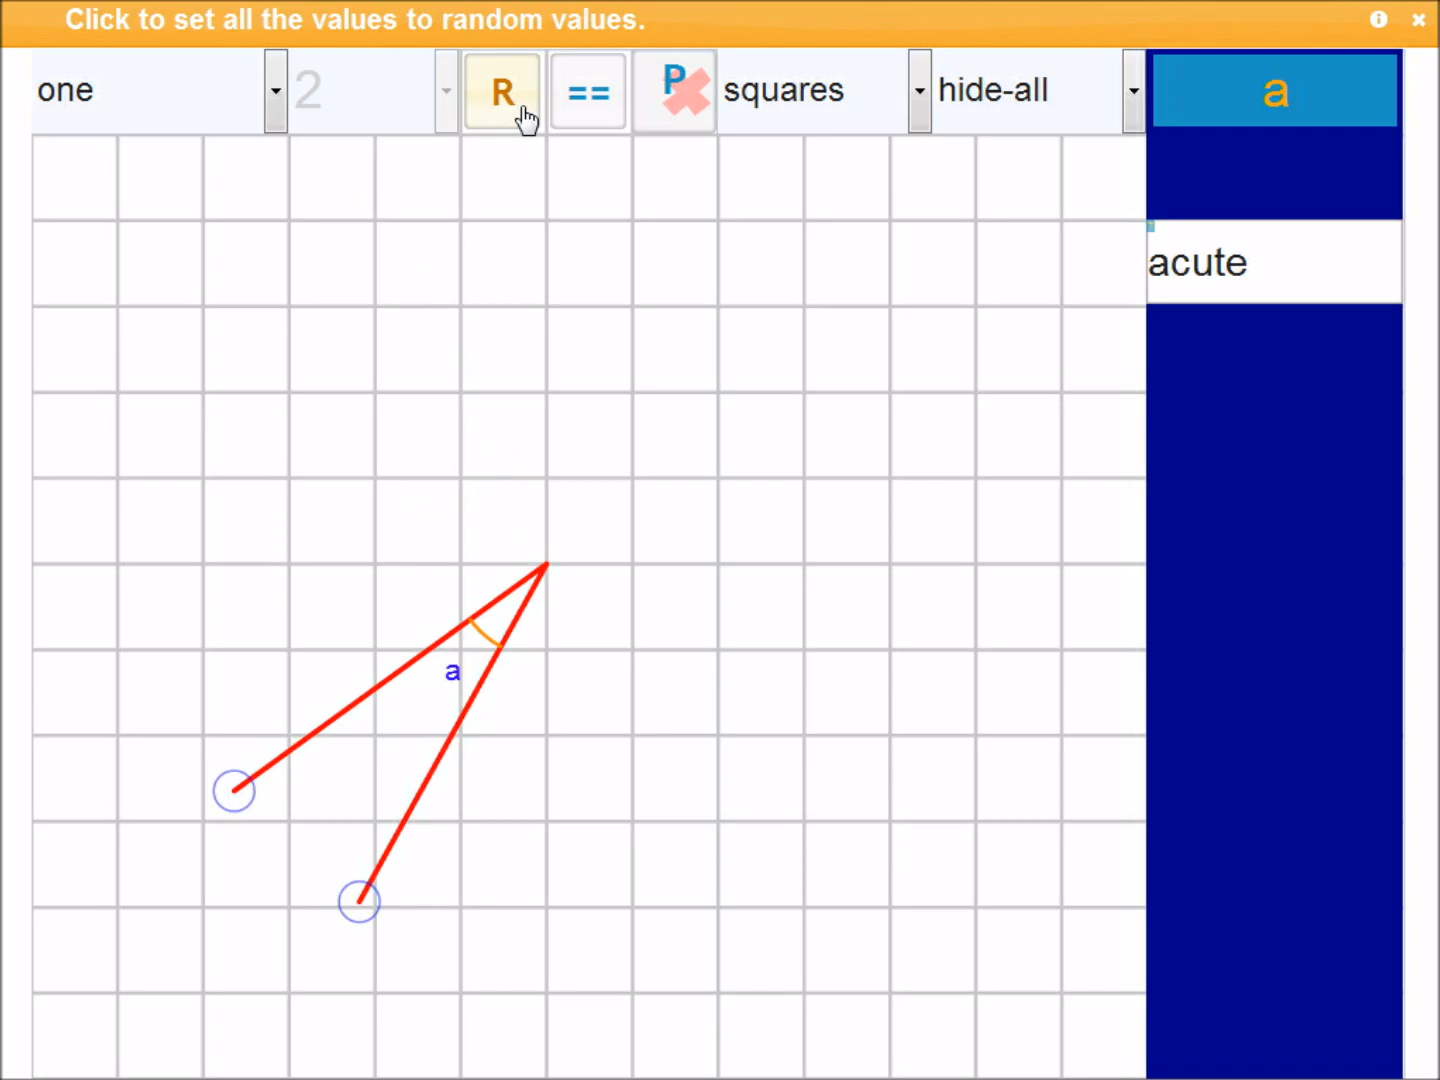 Click to set all the values to random values.
one 2 R == P squares hide-all a
acute
a